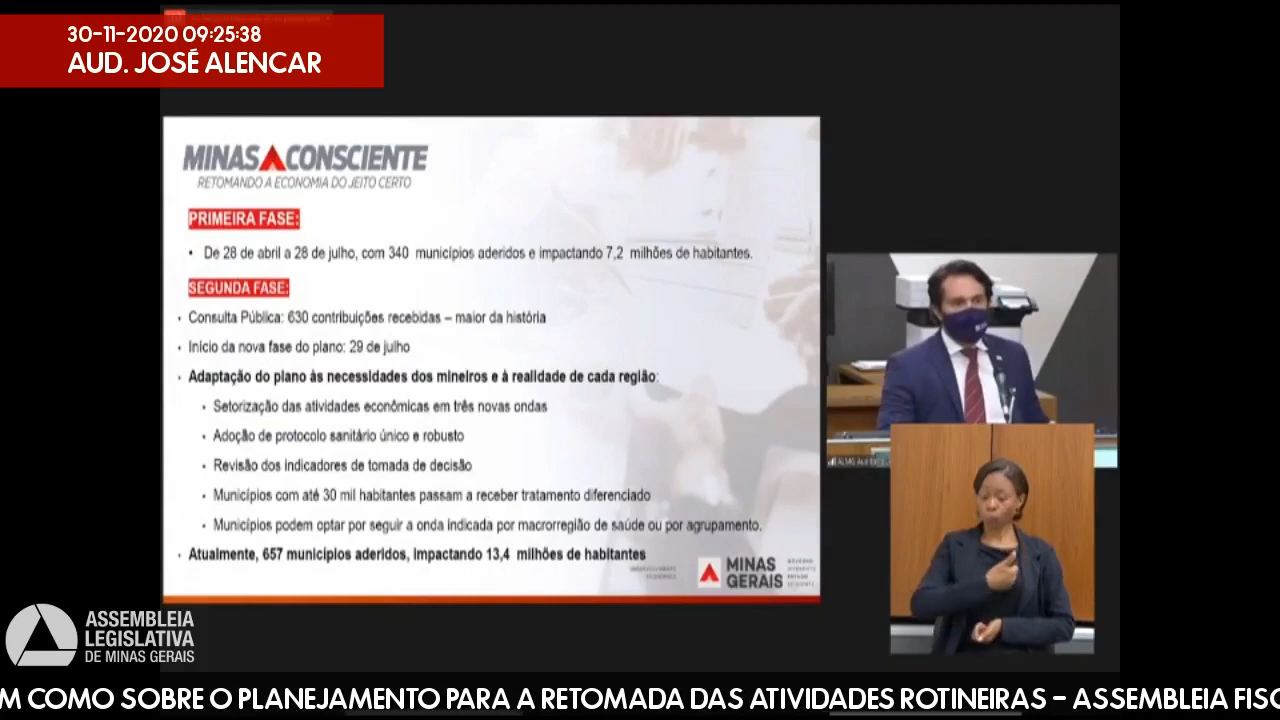 30-11-2020 09:25:38
AUD. JOSÉ ALENCAR
MINAS CONSCIENTE
RETOMANDO A ECONOMIA DO JEITO CERTO
PRIMEIRA FASE:
• De 28 de abril a 28 de julho, com 340 municípios aderidos e impactando 7,2 milhões de habitantes.
SEGUNDA FASE:
• Consulta Pública: 630 contribuições recebidas – maior da história
• Início da nova fase do plano: 29 de julho
• Adaptação do plano às necessidades dos mineiros e à realidade de cada região:
• Setorização das atividades econômicas em três novas ondas
• Adoção de protocolo sanitário único e robusto
• Revisão dos indicadores de tomada de decisão
• Municípios com até 30 mil habitantes passam a receber tratamento diferenciado
• Municípios podem optar por seguir a onda indicada por macrorregião de saúde ou por agrupamento.
• Atualmente, 657 municípios aderidos, impactando 13,4 milhões de habitantes
DESENVOLVIMENTO
ECONÔMICO
MINAS
GERAIS
GOVERNO
DIFERENTE
ESTADO
EFICIENTE
ASSEMBLEIA
LEGISLATIVA
DE MINAS GERAIS
M COMO SOBRE O PLANEJAMENTO PARA A RETOMADA DAS ATIVIDADES ROTINEIRAS – ASSEMBLEIA FISC